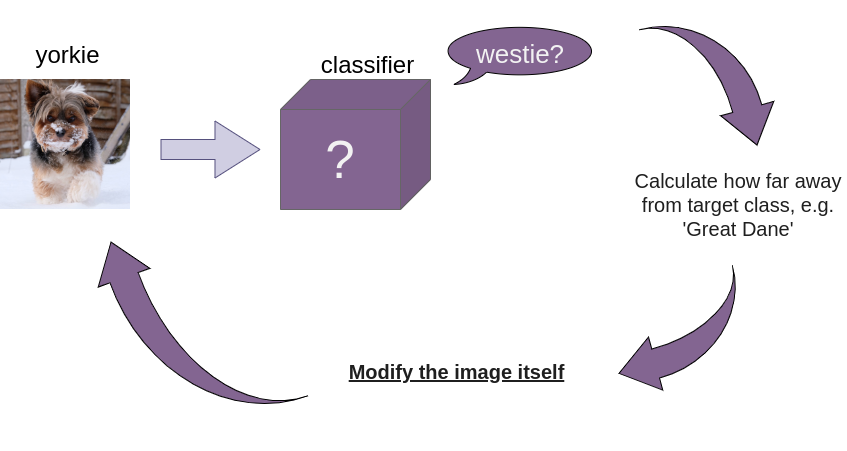 yorkie
classifier
?
westie?
Calculate how far away
from target class, e.g.
'Great Dane'
Modify the image itself